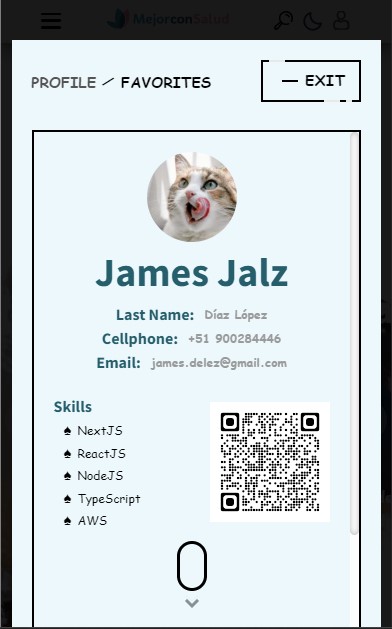 MejorconSalud
PROFILE / FAVORITES
— EXIT
James Jalz
Last Name: Díaz López
Cellphone: +51 900284446
Email: james.delez@gmail.com
Skills
♠ NextJS
♠ ReactJS
♠ NodeJS
♠ TypeScript
♠ AWS